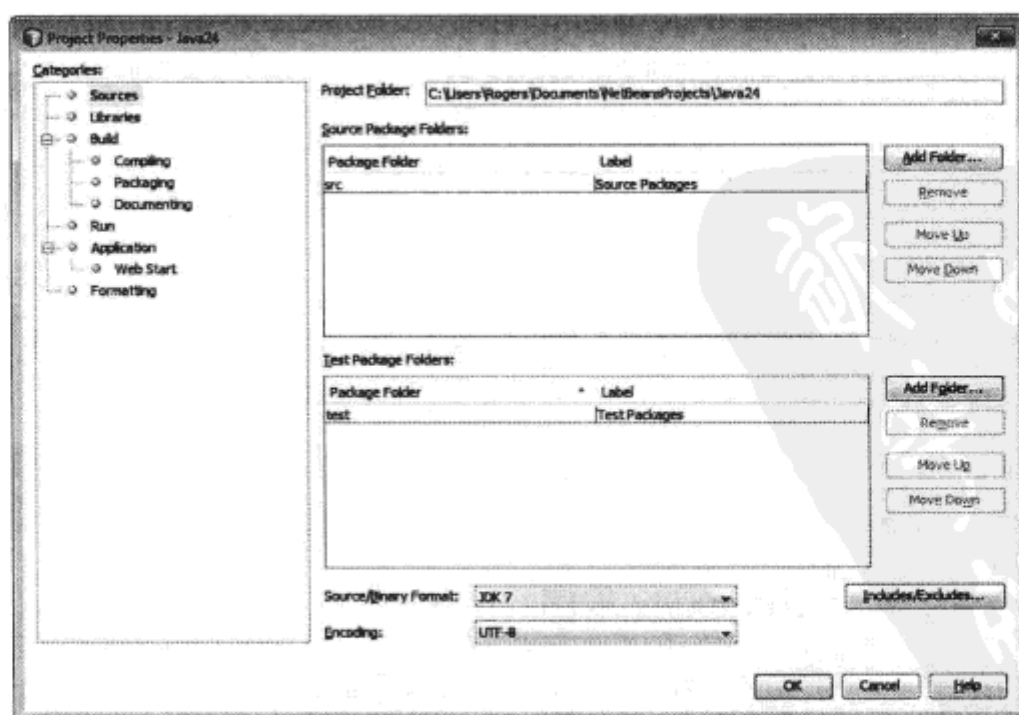 Project Properties - Java24
Categories:
Sources
Libraries
Build
Compiling
Packaging
Documenting
Run
Application
Web Start
Formatting
Project Folder: C:\Users\Rogers\Documents\NetBeansProjects\Java24
Source Package Folders:
Package Folder Label
src Source Packages
Add Folder...
Remove
Move Up
Move Down
Test Package Folders:
Package Folder Label
test Test Packages
Add Folder...
Remove
Move Up
Move Down
Source/Binary Format: JDK 7
Includes/Excludes...
Encoding: UTF-8
OK Cancel Help